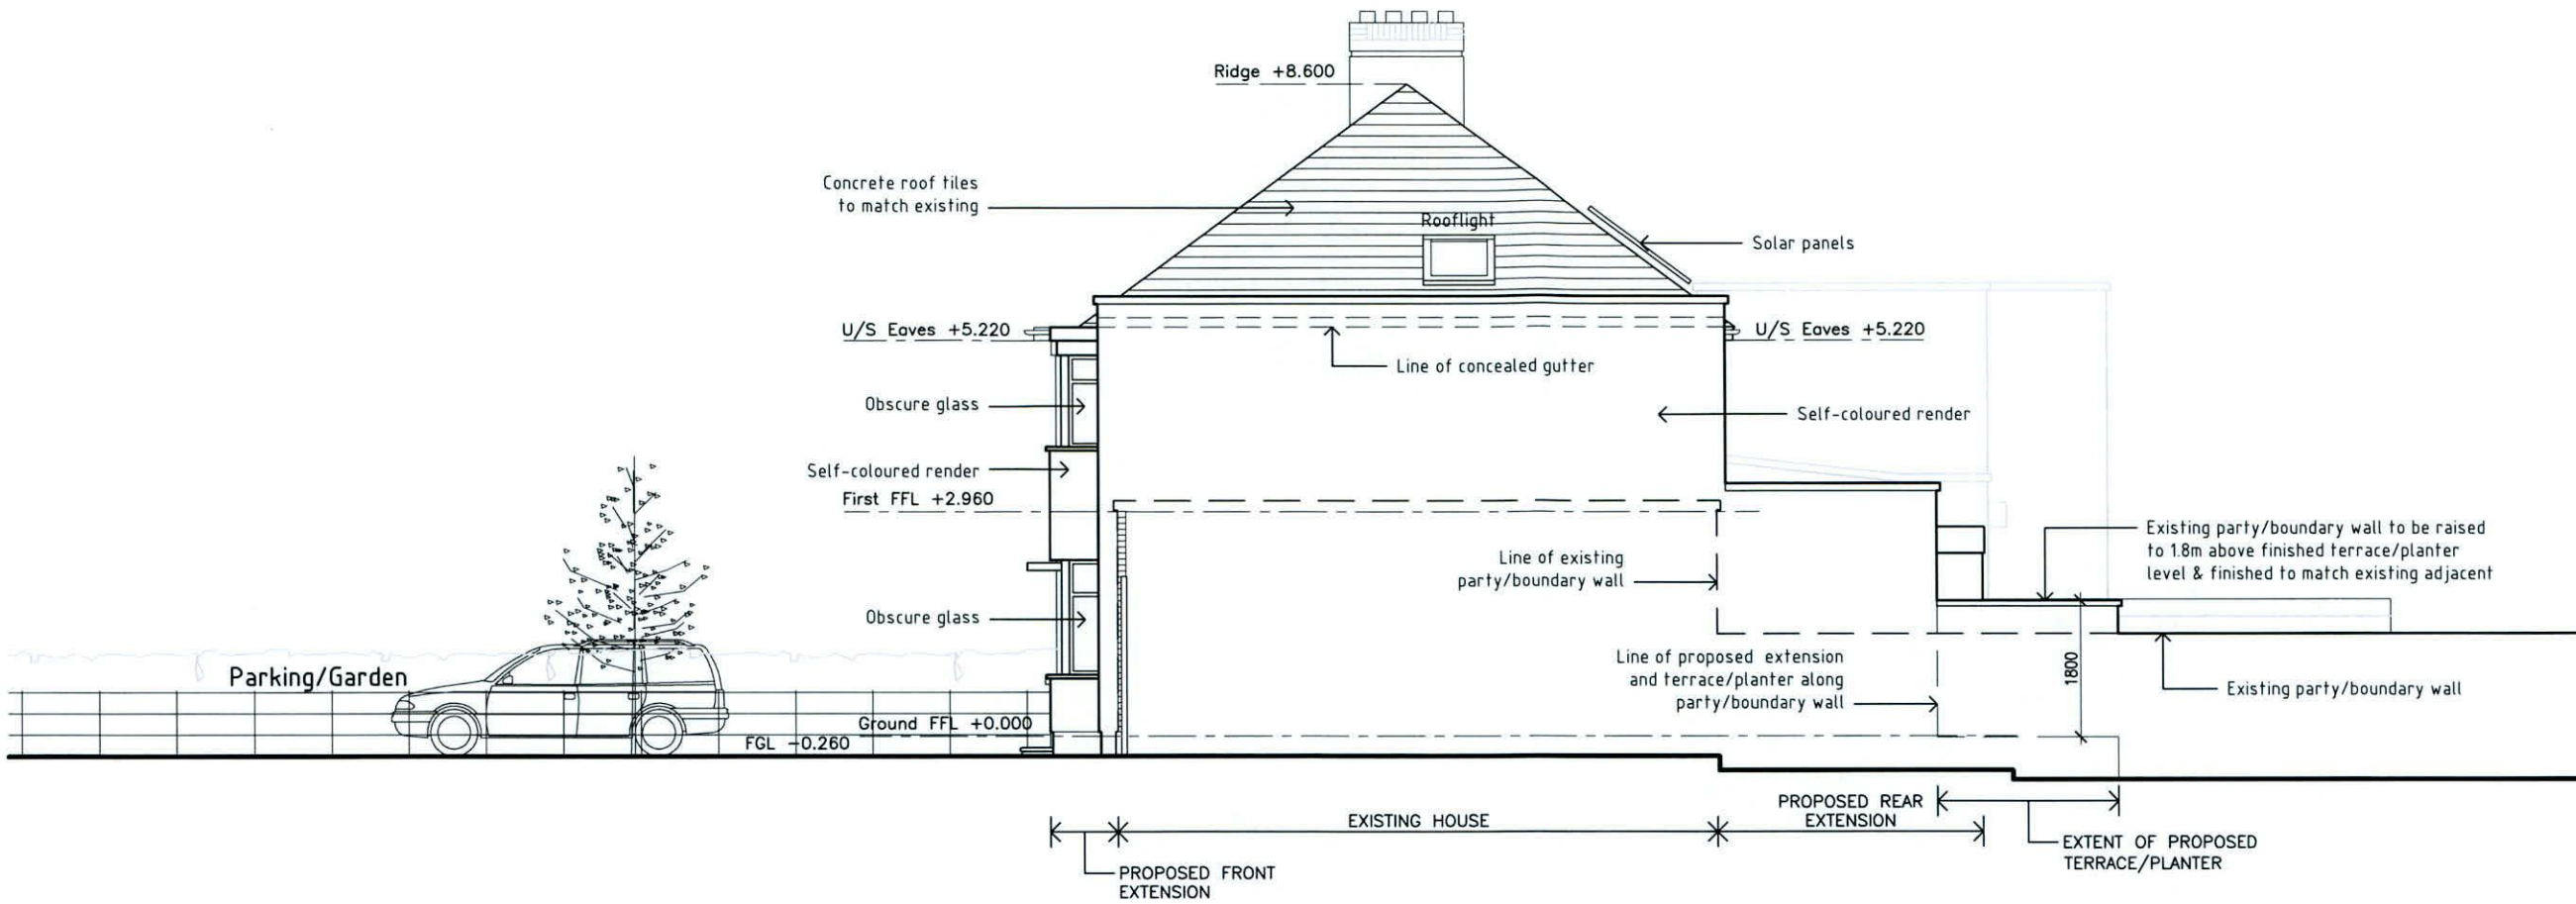 Ridge +8.600
Concrete roof tiles
to match existing
Rooflight
Solar panels
U/S Eaves +5.220
U/S Eaves +5.220
Line of concealed gutter
Obscure glass
Self-coloured render
Self-coloured render
First FFL +2.960
Existing party/boundary wall to be raised
to 1.8m above finished terrace/planter
level & finished to match existing adjacent
Line of existing
party/boundary wall
Obscure glass
Parking/Garden
Line of proposed extension
and terrace/planter along
party/boundary wall
1800
Existing party/boundary wall
Ground FFL +0.000
FGL -0.260
EXISTING HOUSE
PROPOSED REAR
EXTENSION
EXTENT OF PROPOSED
TERRACE/PLANTER
PROPOSED FRONT
EXTENSION